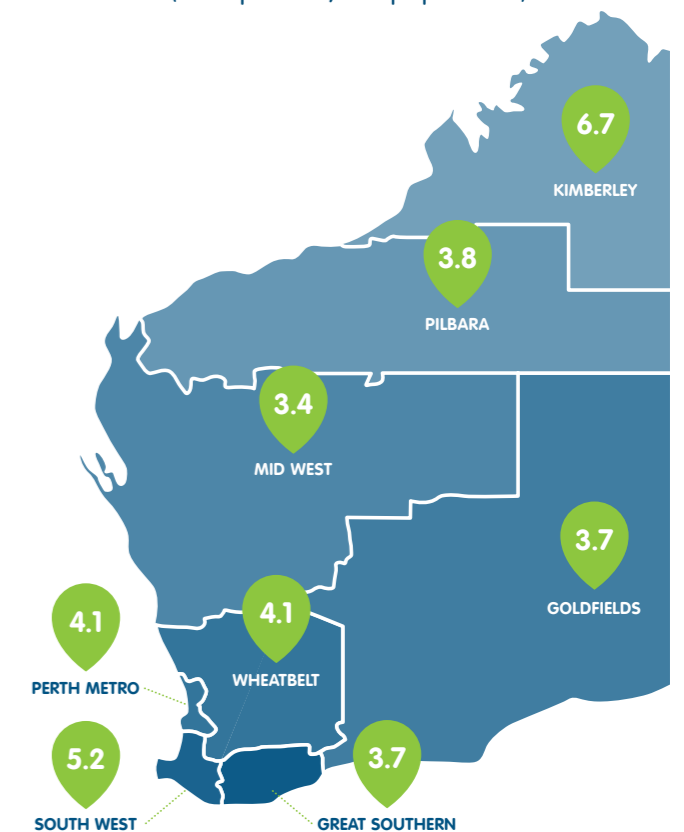 6.7
KIMBERLEY
3.8
PILBARA
3.4
MID WEST
3.7
GOLDFIELDS
4.1
PERTH METRO
4.1
WHEATBELT
5.2
SOUTH WEST
3.7
GREAT SOUTHERN